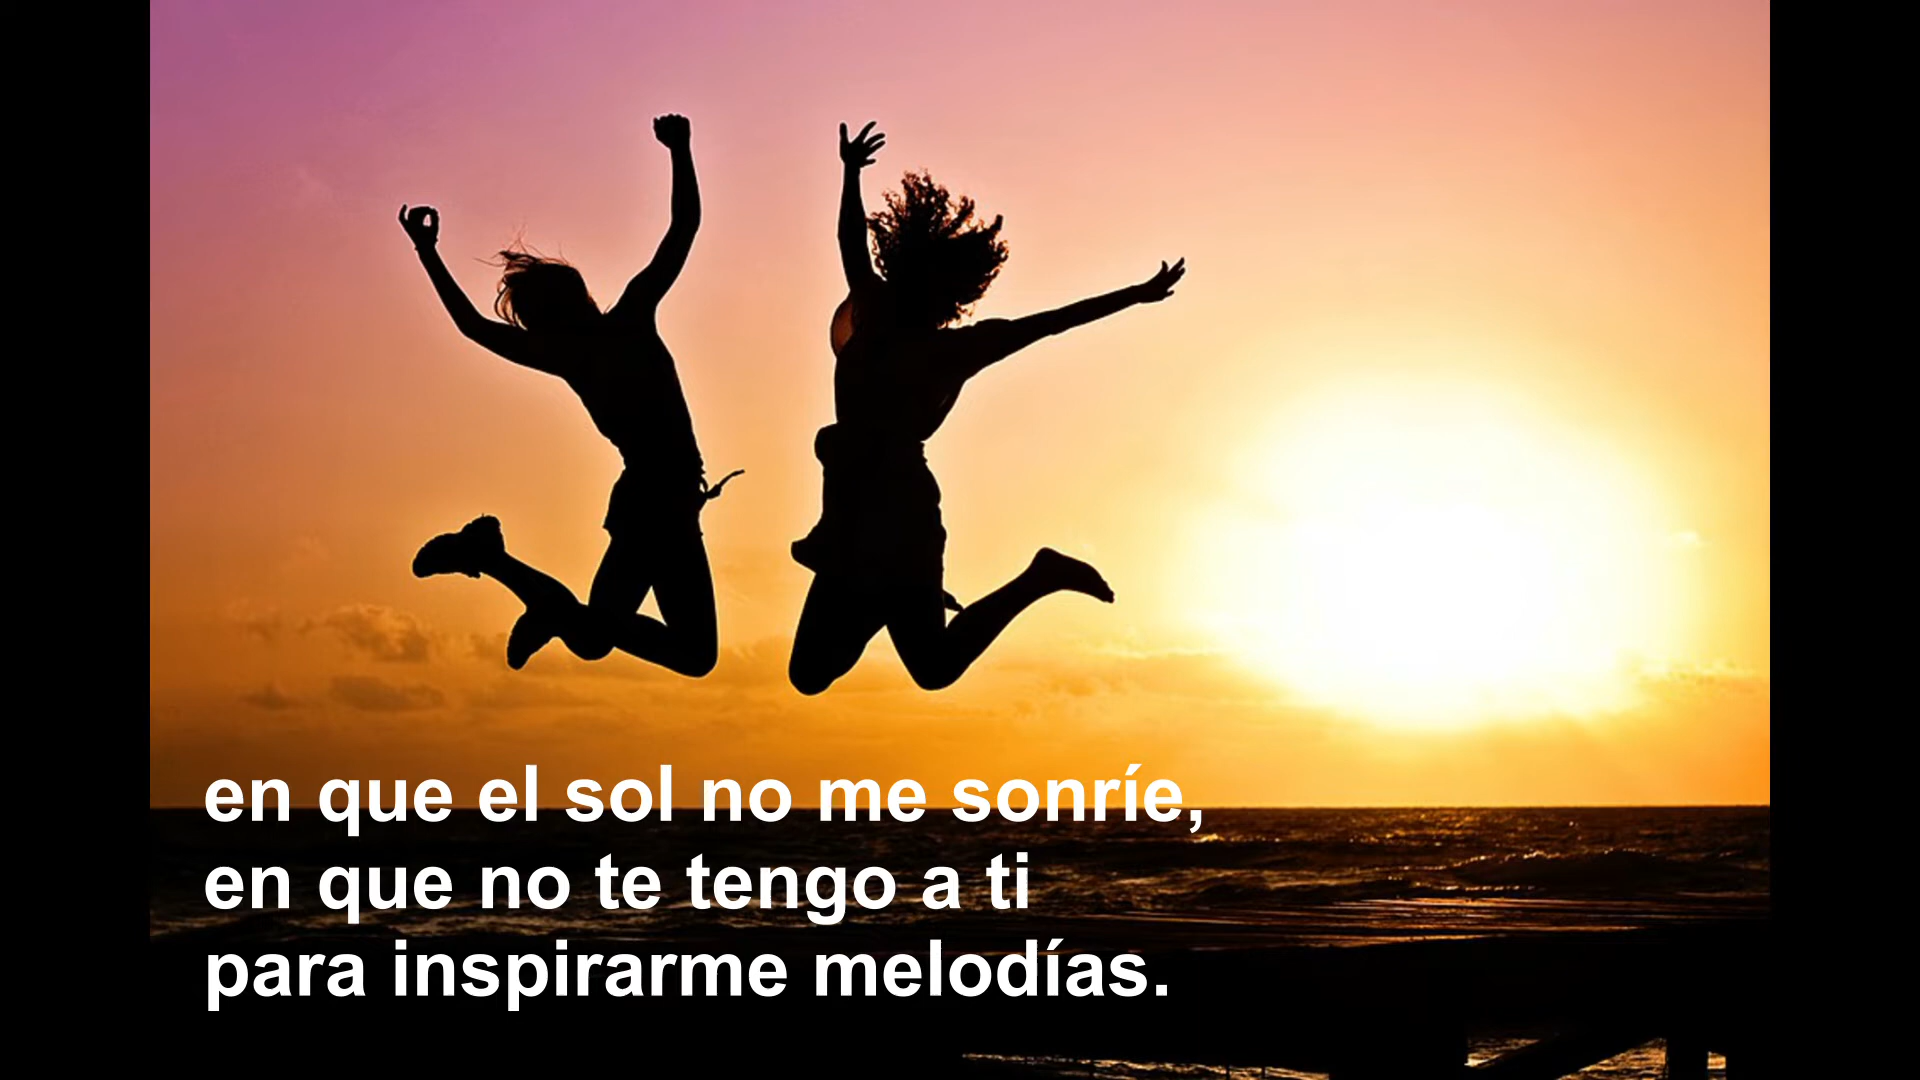 en que el sol no me sonríe,
en que no te tengo a ti
para inspirarme melodías.